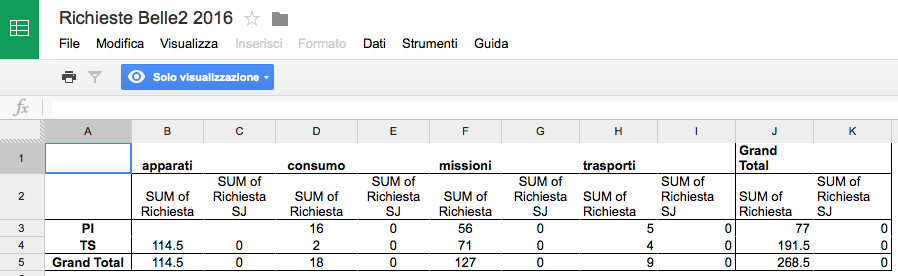 Richieste Belle2 2016
File Modifica Visualizza Inserisci Formato Dati Strumenti Guida
Solo visualizzazione
fx
A B C D E F G H I J K
1 apparati consumo missioni trasporti Grand Total
2 SUM of Richiesta SUM of Richiesta SJ SUM of Richiesta SUM of Richiesta SJ SUM of Richiesta SUM of Richiesta SJ SUM of Richiesta SUM of Richiesta SJ SUM of Richiesta SUM of Richiesta SJ
3 PI 16 0 56 0 5 0 77 0
4 TS 114.5 0 2 0 71 0 4 0 191.5 0
5 Grand Total 114.5 0 18 0 127 0 9 0 268.5 0